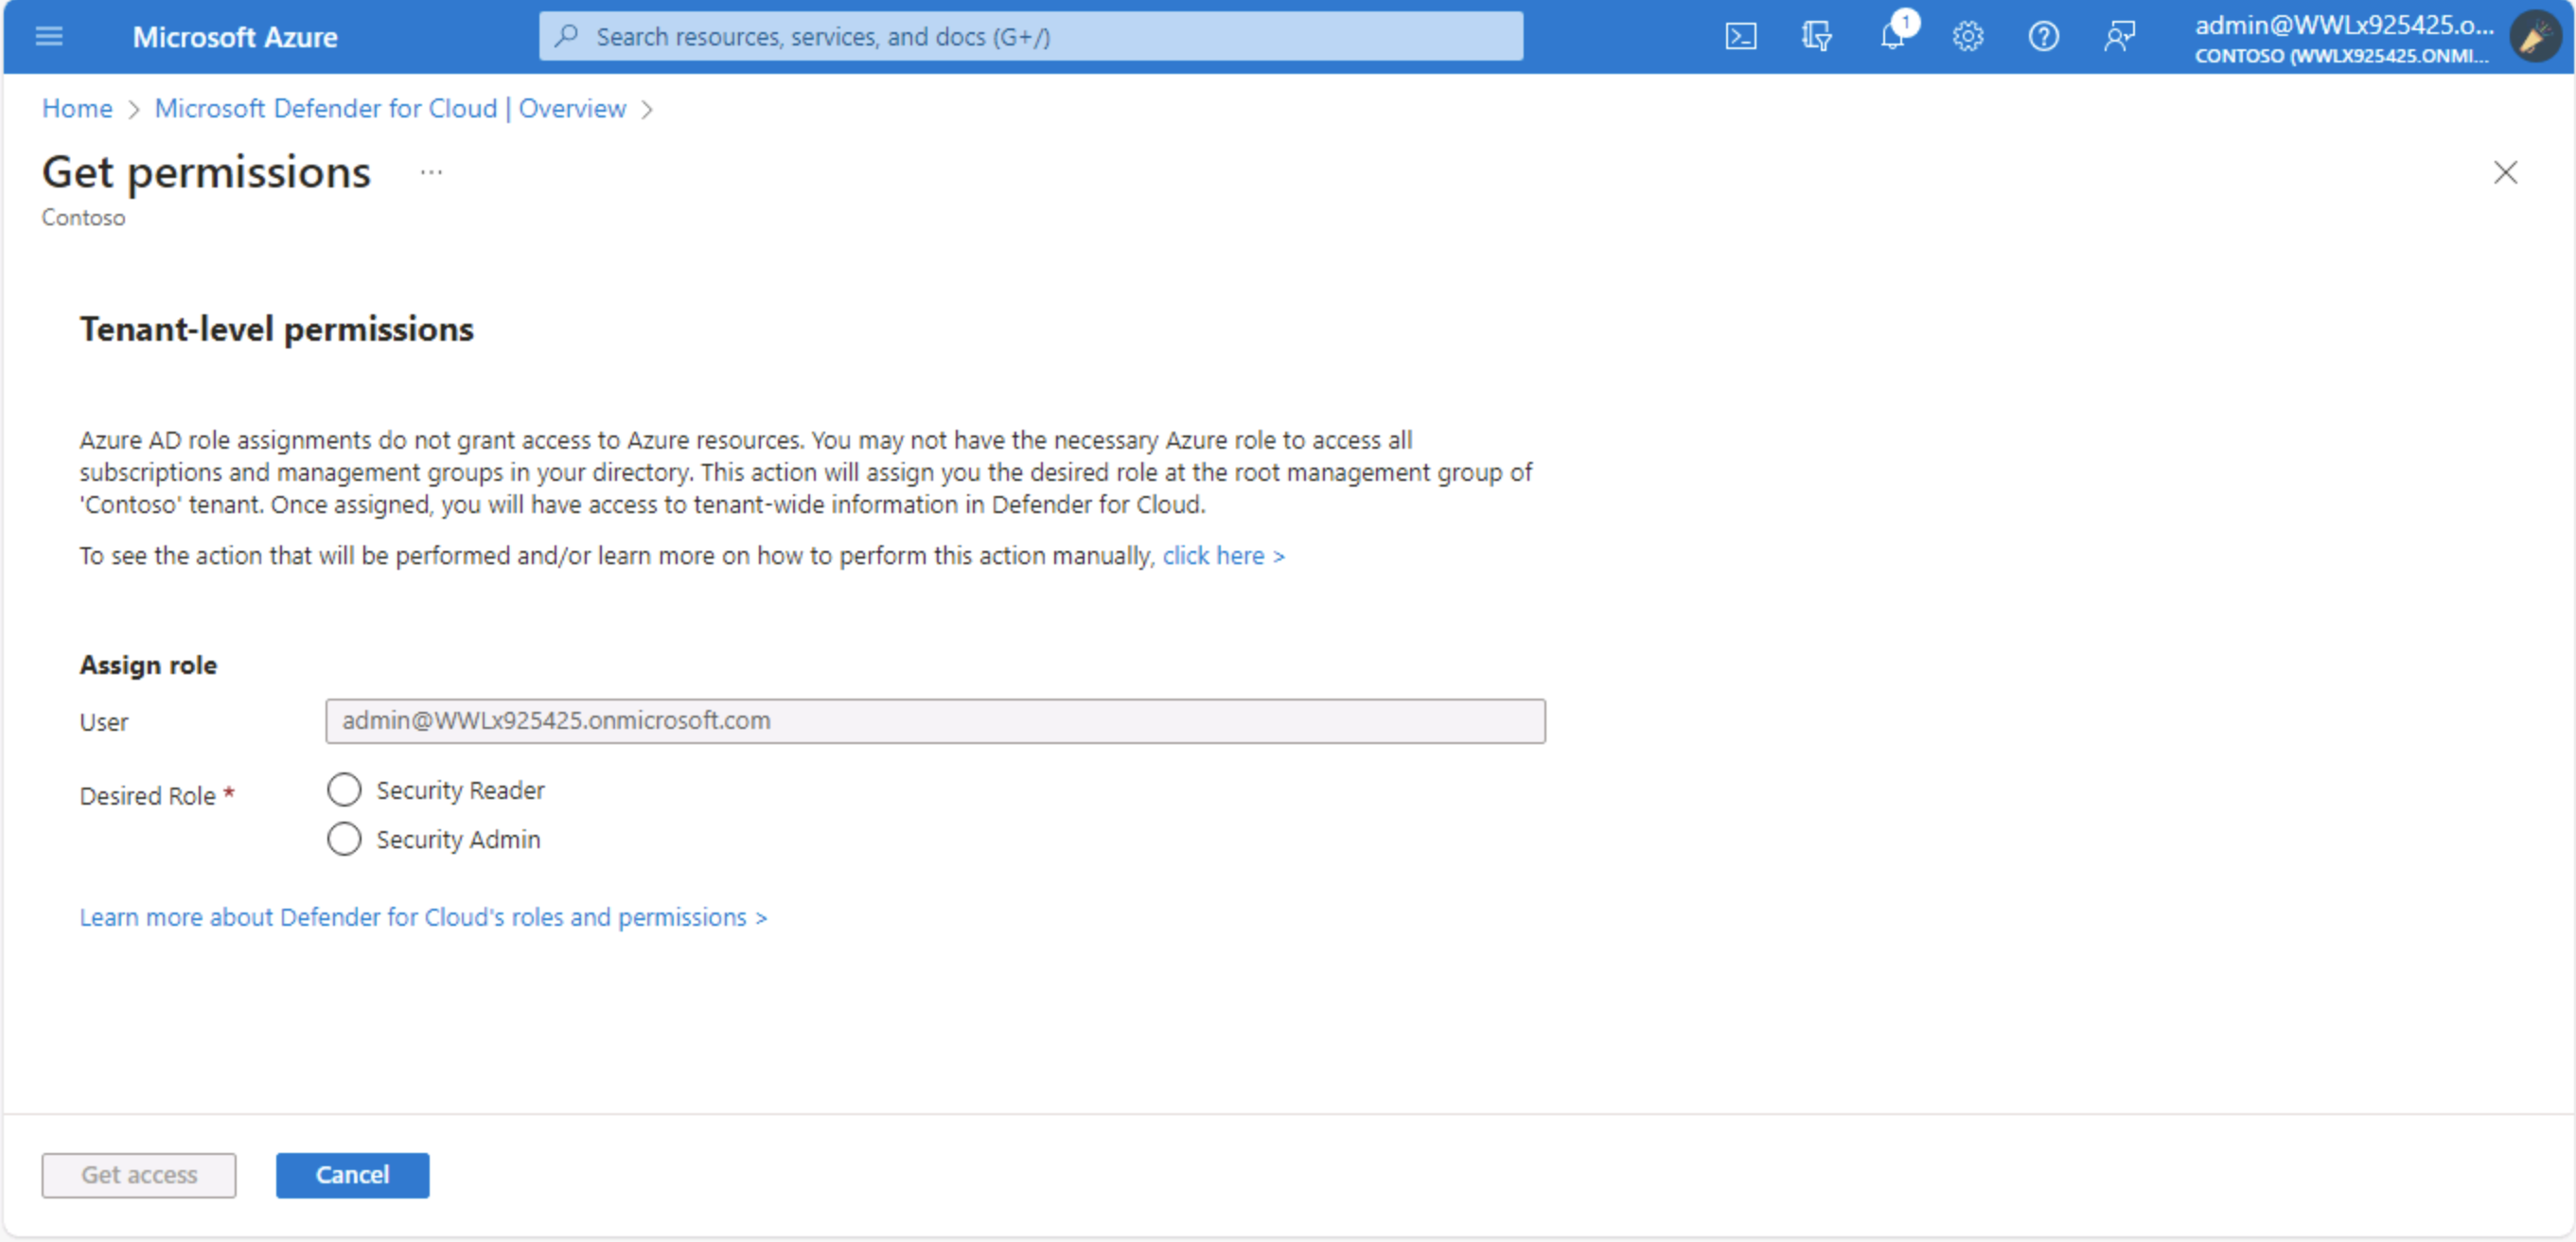 Microsoft Azure
Search resources, services, and docs (G+/)
1
admin@WWLx925425.o...
CONTOSO (WWLX925425.ONMI...
Home > Microsoft Defender for Cloud | Overview >
Get permissions ...
Contoso
Tenant-level permissions
Azure AD role assignments do not grant access to Azure resources. You may not have the necessary Azure role to access all
subscriptions and management groups in your directory. This action will assign you the desired role at the root management group of
'Contoso' tenant. Once assigned, you will have access to tenant-wide information in Defender for Cloud.
To see the action that will be performed and/or learn more on how to perform this action manually, click here >
Assign role
User
admin@WWLx925425.onmicrosoft.com
Desired Role *
Security Reader
Security Admin
Learn more about Defender for Cloud's roles and permissions >
Get access
Cancel